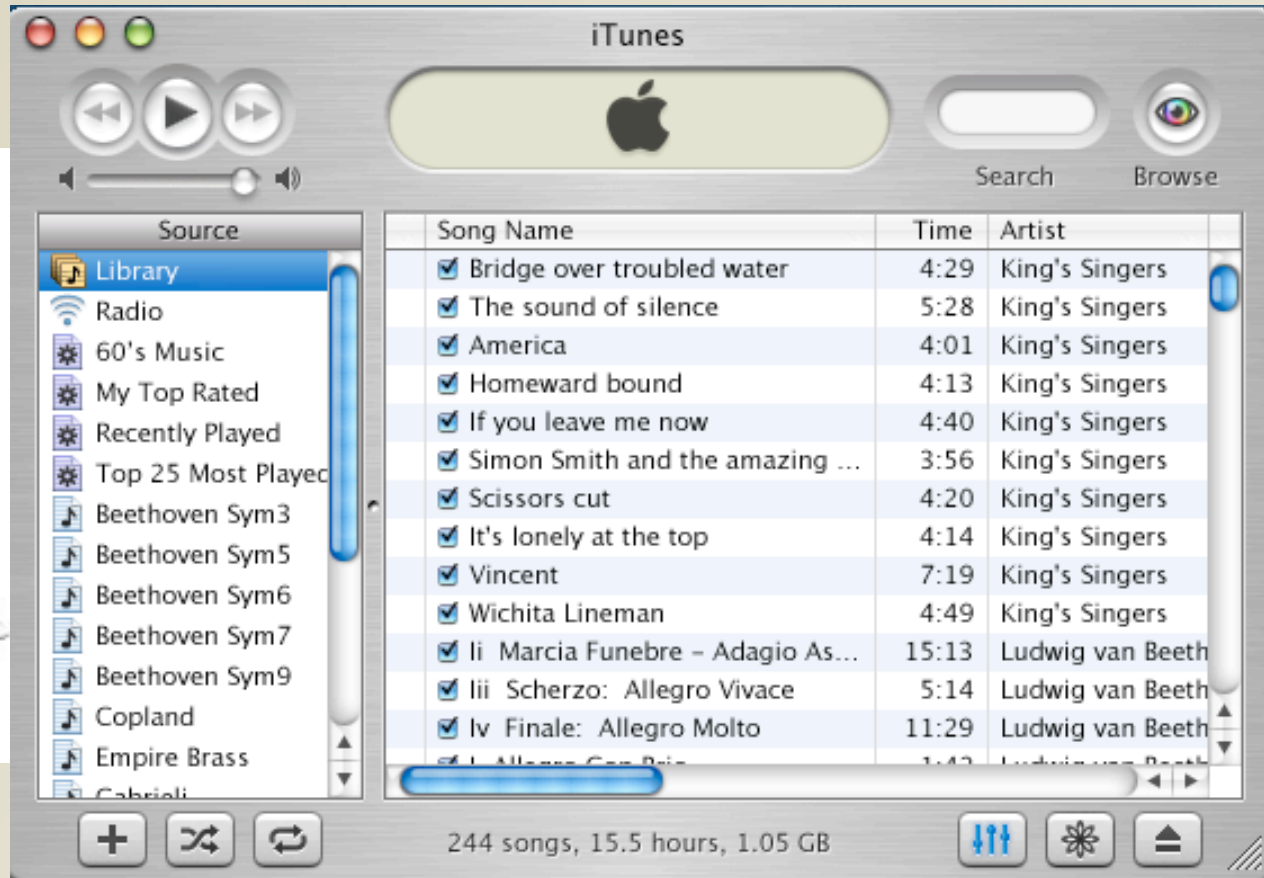 iTunes
Search
Browse
Source
Library
Radio
60's Music
My Top Rated
Recently Played
Top 25 Most Played
Beethoven Sym3
Beethoven Sym5
Beethoven Sym6
Beethoven Sym7
Beethoven Sym9
Copland
Empire Brass
Gabrieli
Song Name Time Artist
Bridge over troubled water 4:29 King's Singers
The sound of silence 5:28 King's Singers
America 4:01 King's Singers
Homeward bound 4:13 King's Singers
If you leave me now 4:40 King's Singers
Simon Smith and the amazing ... 3:56 King's Singers
Scissors cut 4:20 King's Singers
It's lonely at the top 4:14 King's Singers
Vincent 7:19 King's Singers
Wichita Lineman 4:49 King's Singers
Ii Marcia Funebre – Adagio As... 15:13 Ludwig van Beeth
Iii Scherzo: Allegro Vivace 5:14 Ludwig van Beeth
Iv Finale: Allegro Molto 11:29 Ludwig van Beeth
244 songs, 15.5 hours, 1.05 GB